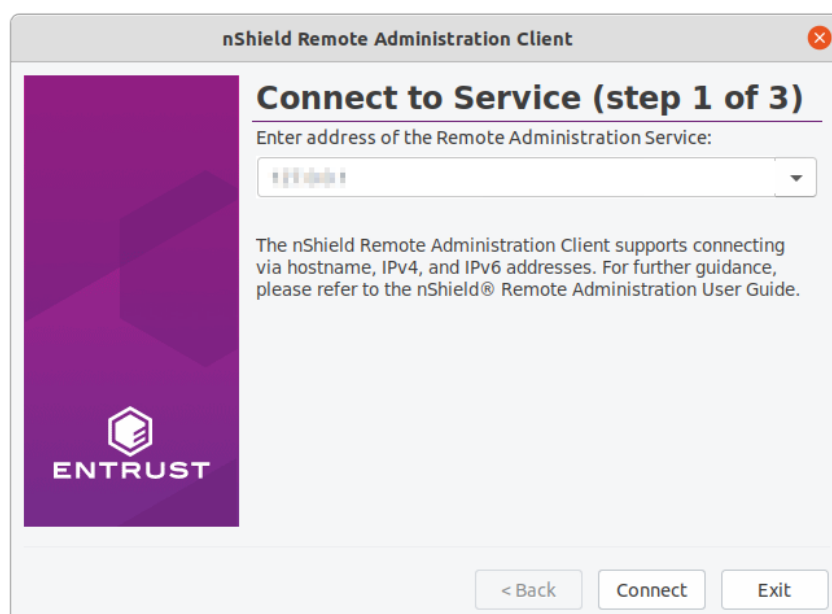 nShield Remote Administration Client
Connect to Service (step 1 of 3)
Enter address of the Remote Administration Service:
The nShield Remote Administration Client supports connecting
via hostname, IPv4, and IPv6 addresses. For further guidance,
please refer to the nShield® Remote Administration User Guide.
ENTRUST
< Back
Connect
Exit